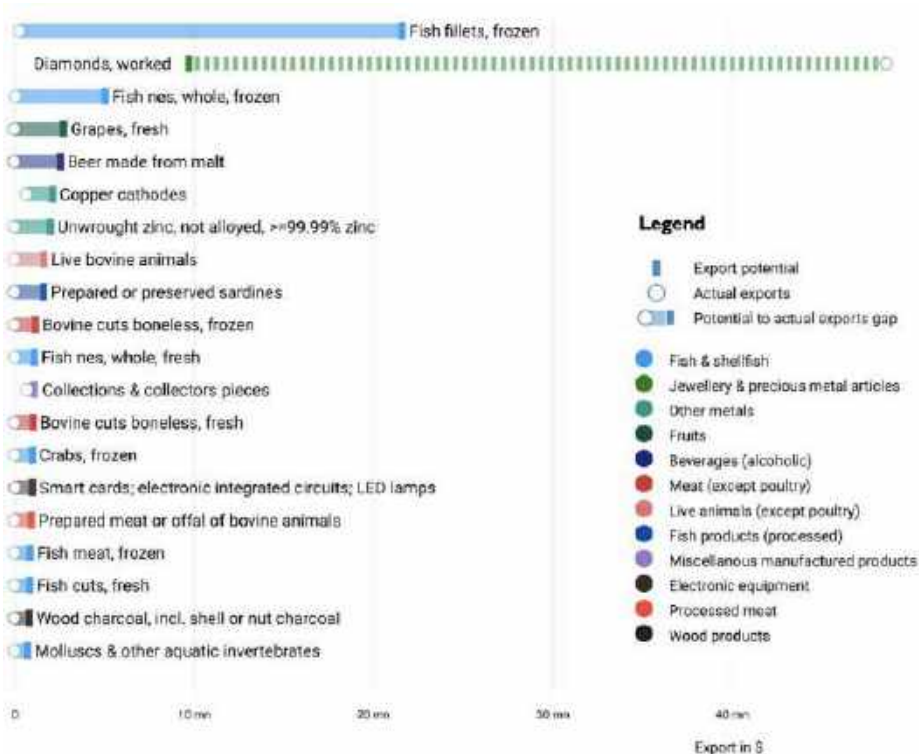 Fish fillets, frozen
Diamonds, worked
Fish nes, whole, frozen
Grapes, fresh
Beer made from malt
Copper cathodes
Unwrought zinc, not alloyed, >=99.99% zinc
Live bovine animals
Prepared or preserved sardines
Bovine cuts boneless, frozen
Fish nes, whole, fresh
Collections & collectors pieces
Bovine cuts boneless, fresh
Crabs, frozen
Smart cards; electronic integrated circuits; LED lamps
Prepared meat or offal of bovine animals
Fish meat, frozen
Fish cuts, fresh
Wood charcoal, incl. shell or nut charcoal
Molluscs & other aquatic invertebrates
Legend
Export potential
Actual exports
Potential to actual exports gap
Fish & shellfish
Jewellery & precious metal articles
Other metals
Fruits
Beverages (alcoholic)
Meat (except poultry)
Live animals (except poultry)
Fish products (processed)
Miscellanous manufactured products
Electronic equipment
Processed meat
Wood products
0 10 mn 20 mn 30 mn 40 mn
Export in $